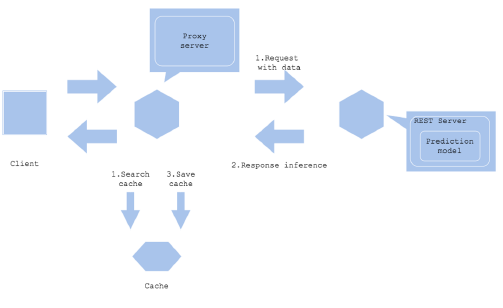 Proxy
server
1.Request
with data
REST Server
Prediction
model
Client
2.Response inference
1.Search
cache
3.Save
cache
Cache